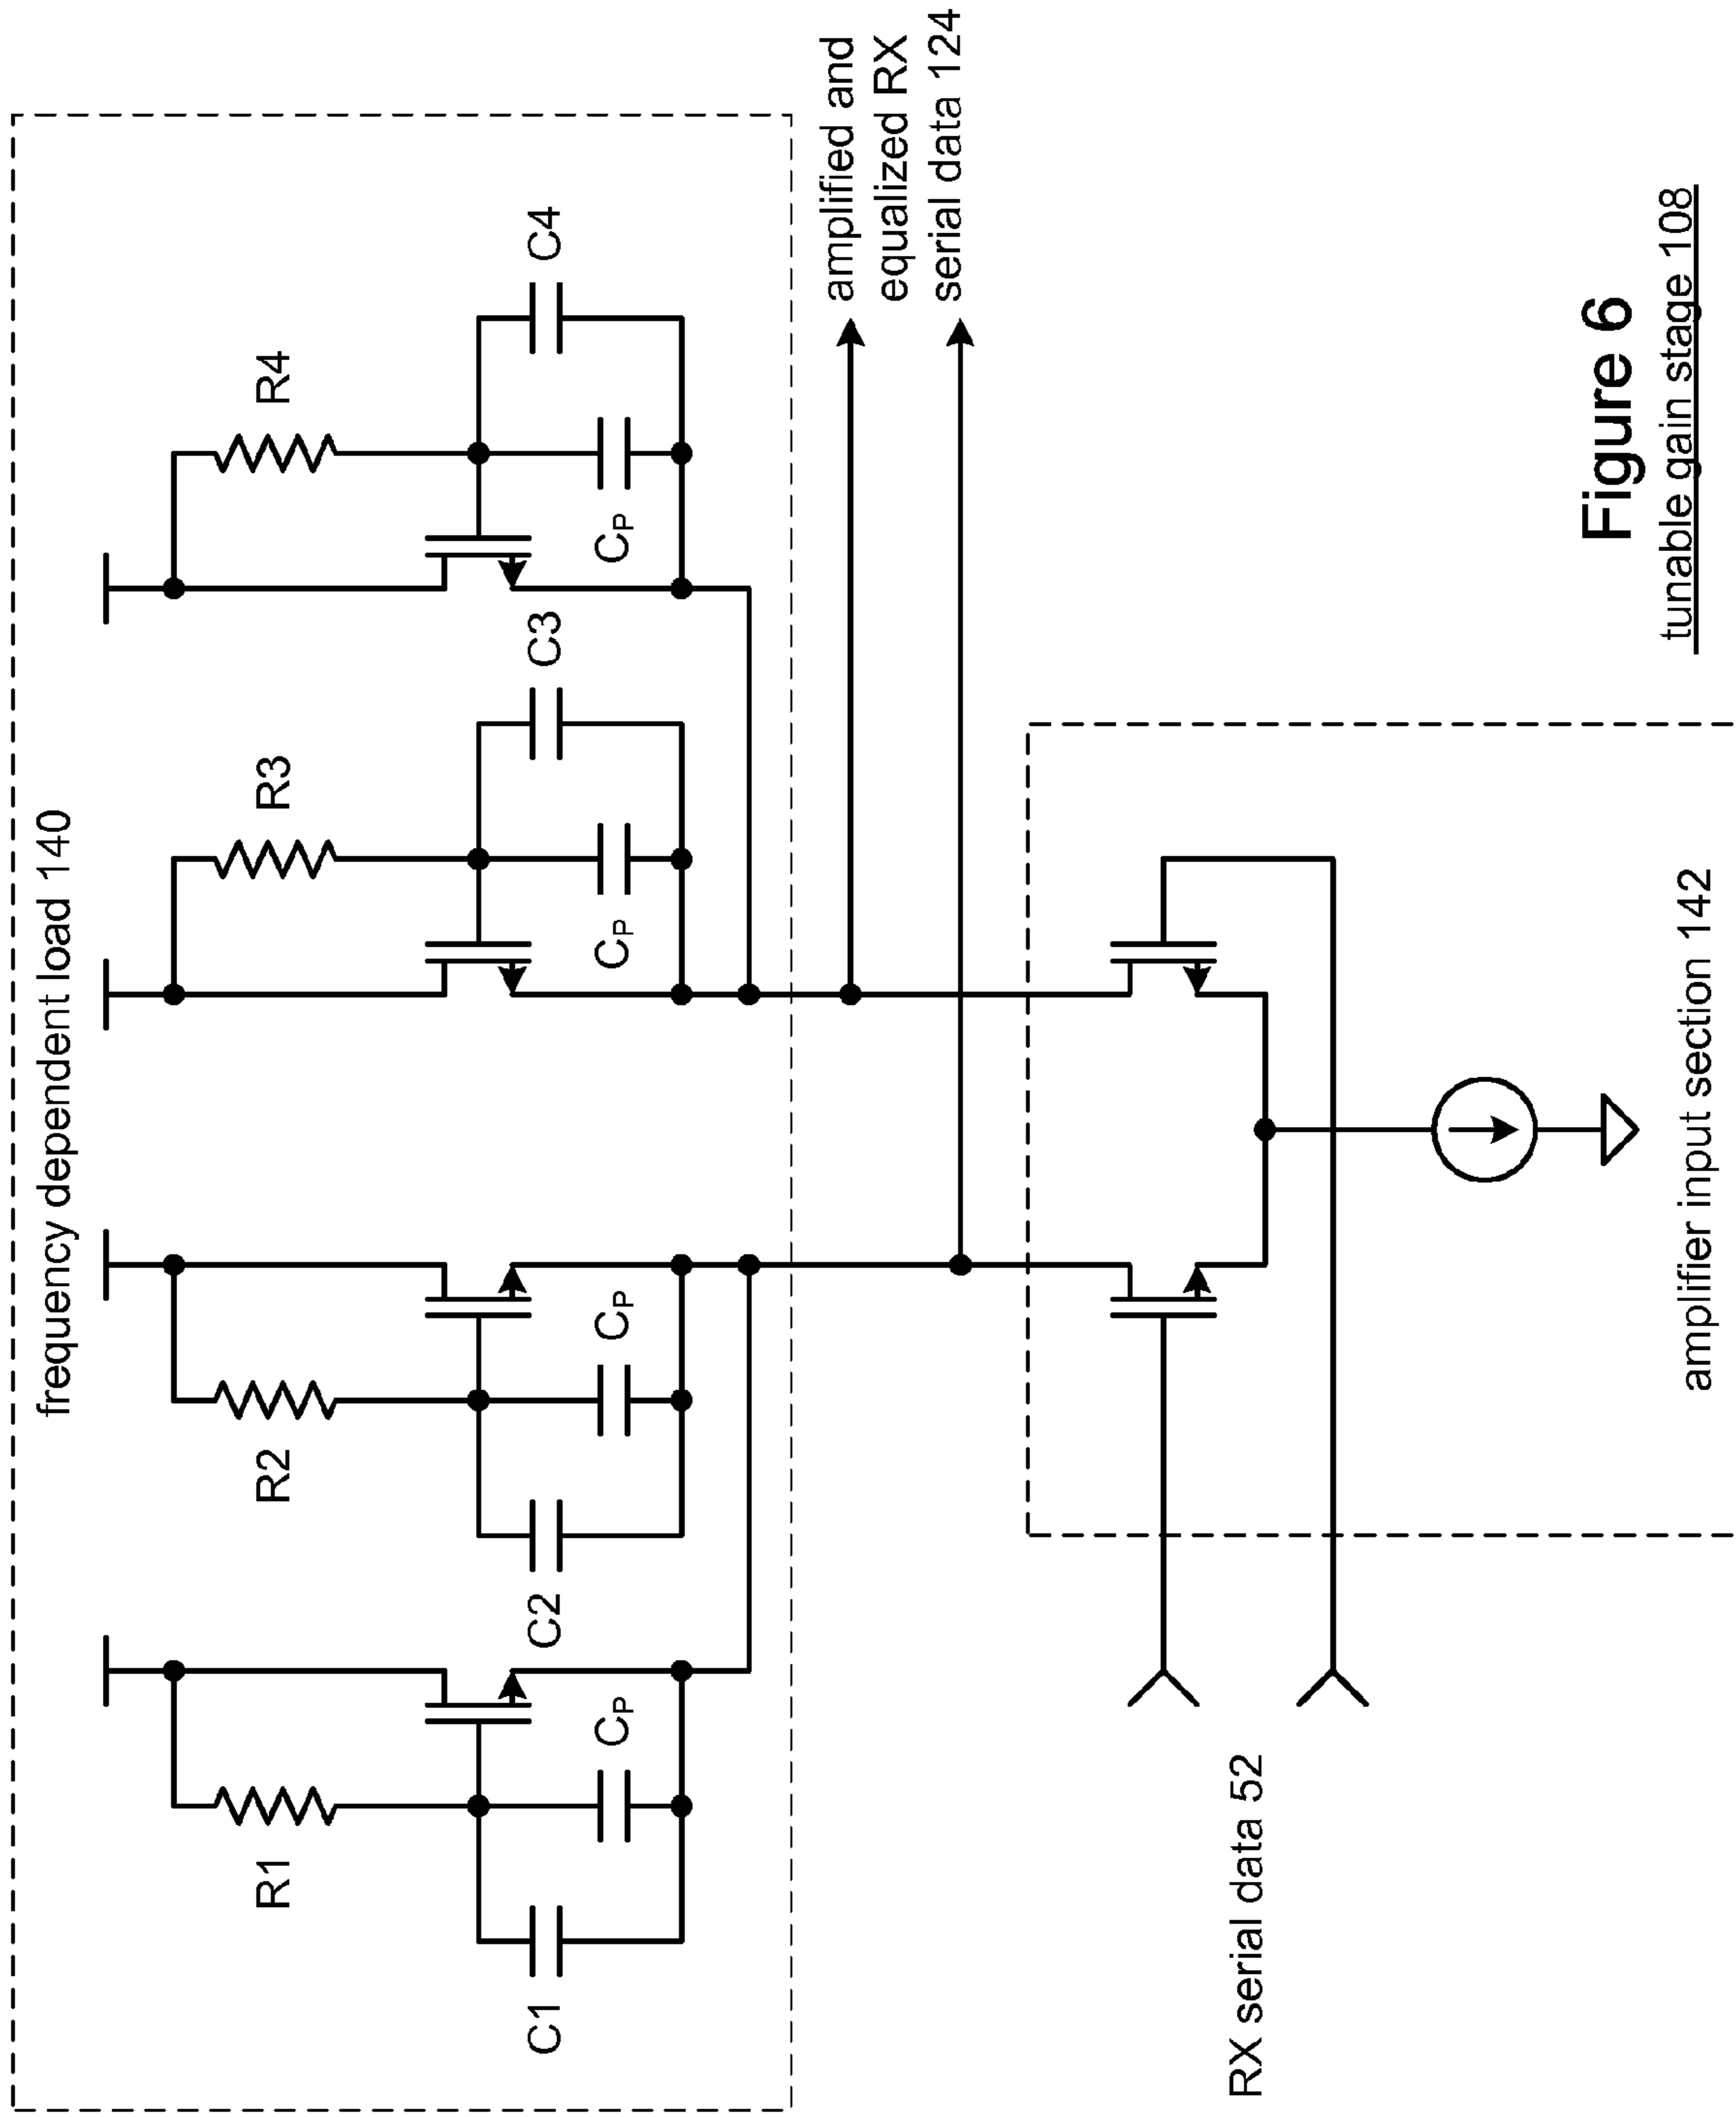 frequency dependent load 140
R1
R2
R3
R4
C1
CP
C2
CP
CP
C3
CP
C4
amplified and
equalized RX
serial data 124
RX serial data 52
amplifier input section 142
Figure 6
tunable gain stage 108